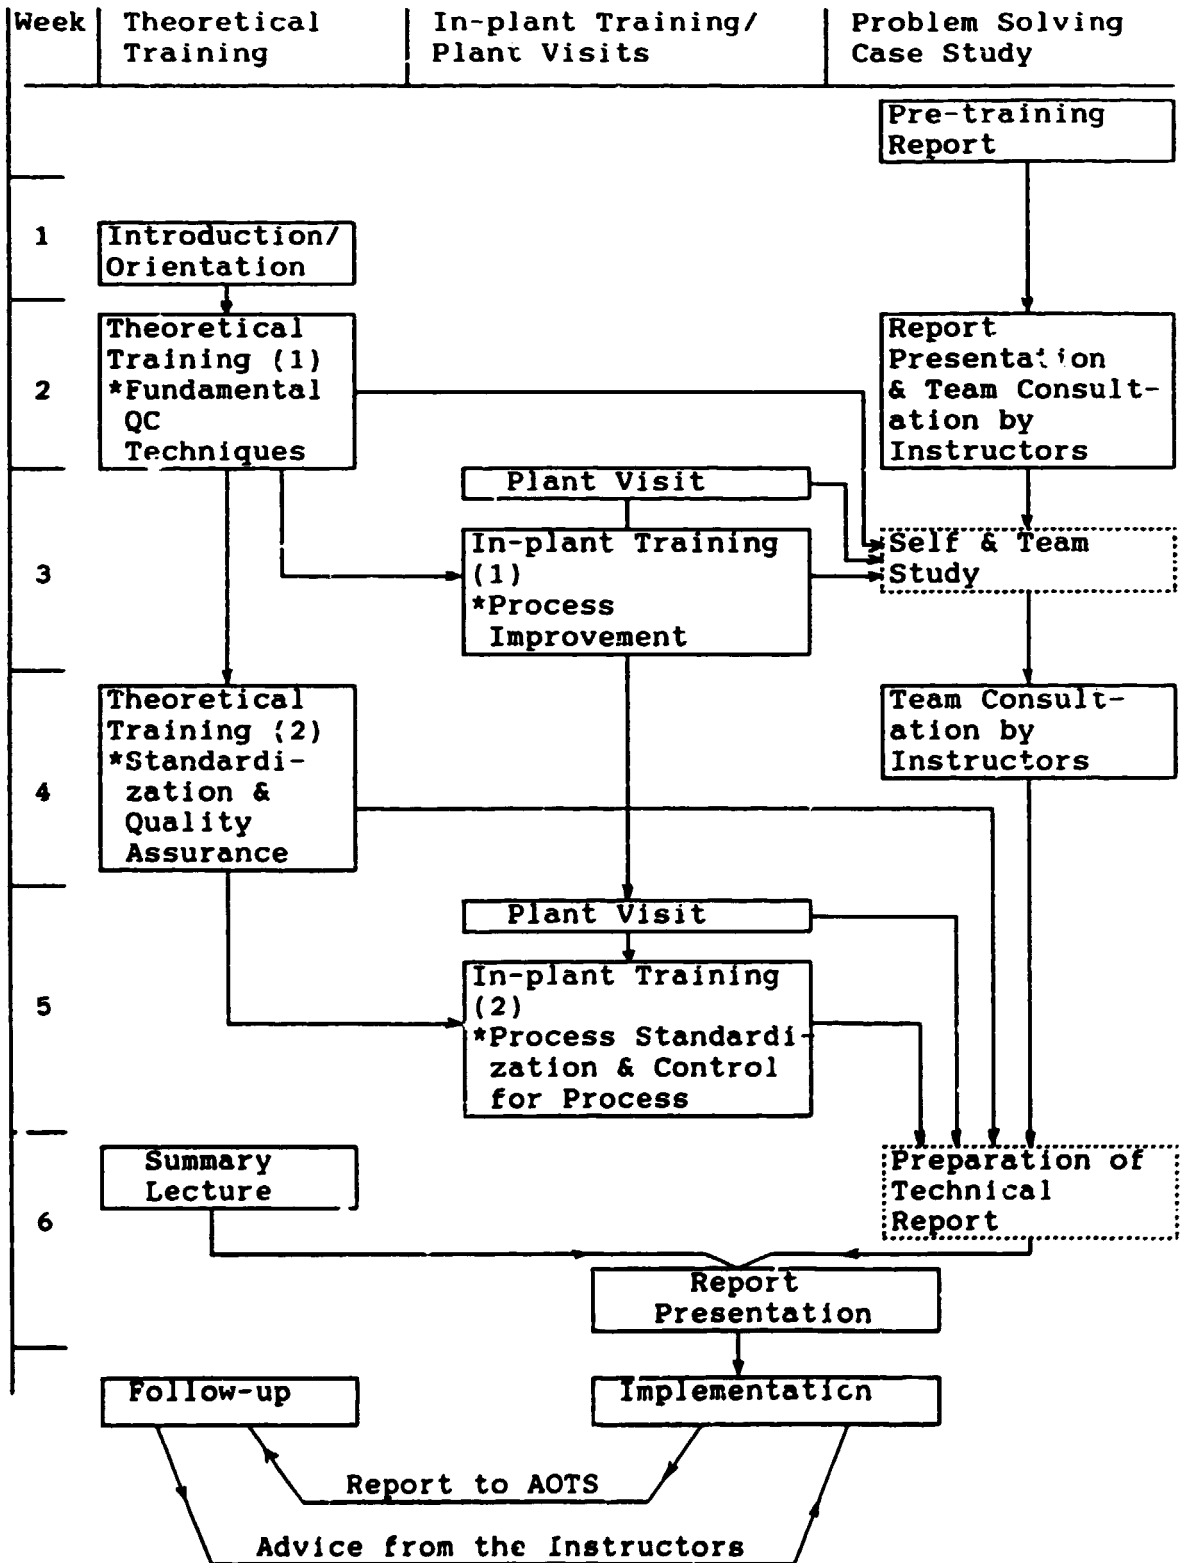 Week
Theoretical
Training
In-plant Training/
Plant Visits
Problem Solving
Case Study
Pre-training
Report
1
Introduction/
Orientation
2
Theoretical
Training (1)
*Fundamental
QC
Techniques
Report
Presentation
& Team Consult-
ation by
Instructors
3
Plant Visit
In-plant Training
(1)
*Process
Improvement
Self & Team
Study
4
Theoretical
Training (2)
*Standardi-
zation &
Quality
Assurance
Team Consult-
ation by
Instructors
5
Plant Visit
In-plant Training
(2)
*Process Standardi-
zation & Control
for Process
6
Summary
Lecture
Preparation of
Technical
Report
Report
Presentation
Follow-up
Implementation
Report to AOTS
Advice from the Instructors